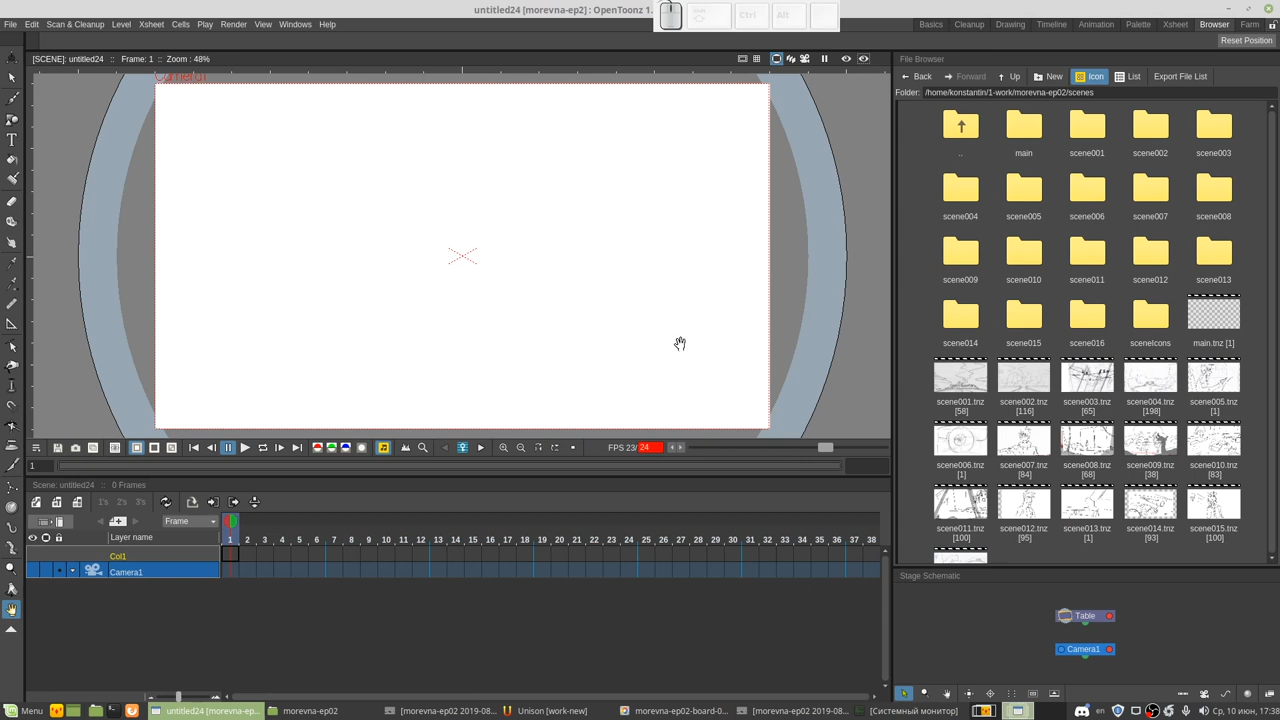 untitled24 [morevna-ep2] : OpenToonz 1.
Ctrl Alt
File Edit Scan & Cleanup Level Xsheet Cells Play Render View Windows Help
Basics Cleanup Drawing Timeline Animation Palette Xsheet Browser Farm
Reset Position
[SCENE]: untitled24 :: Frame: 1 :: Zoom : 48%
File Browser
Back Forward Up New Icon List Export File List
Folder: /home/konstantin/1-work/morevna-ep02/scenes
Camera1
.. main scene001 scene002 scene003
scene004 scene005 scene006 scene007 scene008
scene009 scene010 scene011 scene012 scene013
scene014 scene015 scene016 sceneIcons main.tnz [1]
scene001.tnz [58] scene002.tnz [116] scene003.tnz [65] scene004.tnz [198] scene005.tnz [1]
scene006.tnz [1] scene007.tnz [84] scene008.tnz [68] scene009.tnz [38] scene010.tnz [83]
scene011.tnz [100] scene012.tnz [95] scene013.tnz [1] scene014.tnz [93] scene015.tnz [100]
FPS 23/ 24
1
Scene: untitled24 :: 0 Frames
1's 2's 3's
Frame
Layer name
1 2 3 4 5 6 7 8 9 10 11 12 13 14 15 16 17 18 19 20 21 22 23 24 25 26 27 28 29 30 31 32 33 34 35 36 37 38
Col1
Camera1
Stage Schematic
Table
Camera1
Menu untitled24 [morevna-ep... morevna-ep02 [morevna-ep02 2019-08... Unison [work-new] morevna-ep02-board-0... [morevna-ep02 2019-08... [Системный монитор] en Ср, 10 июн, 17:38